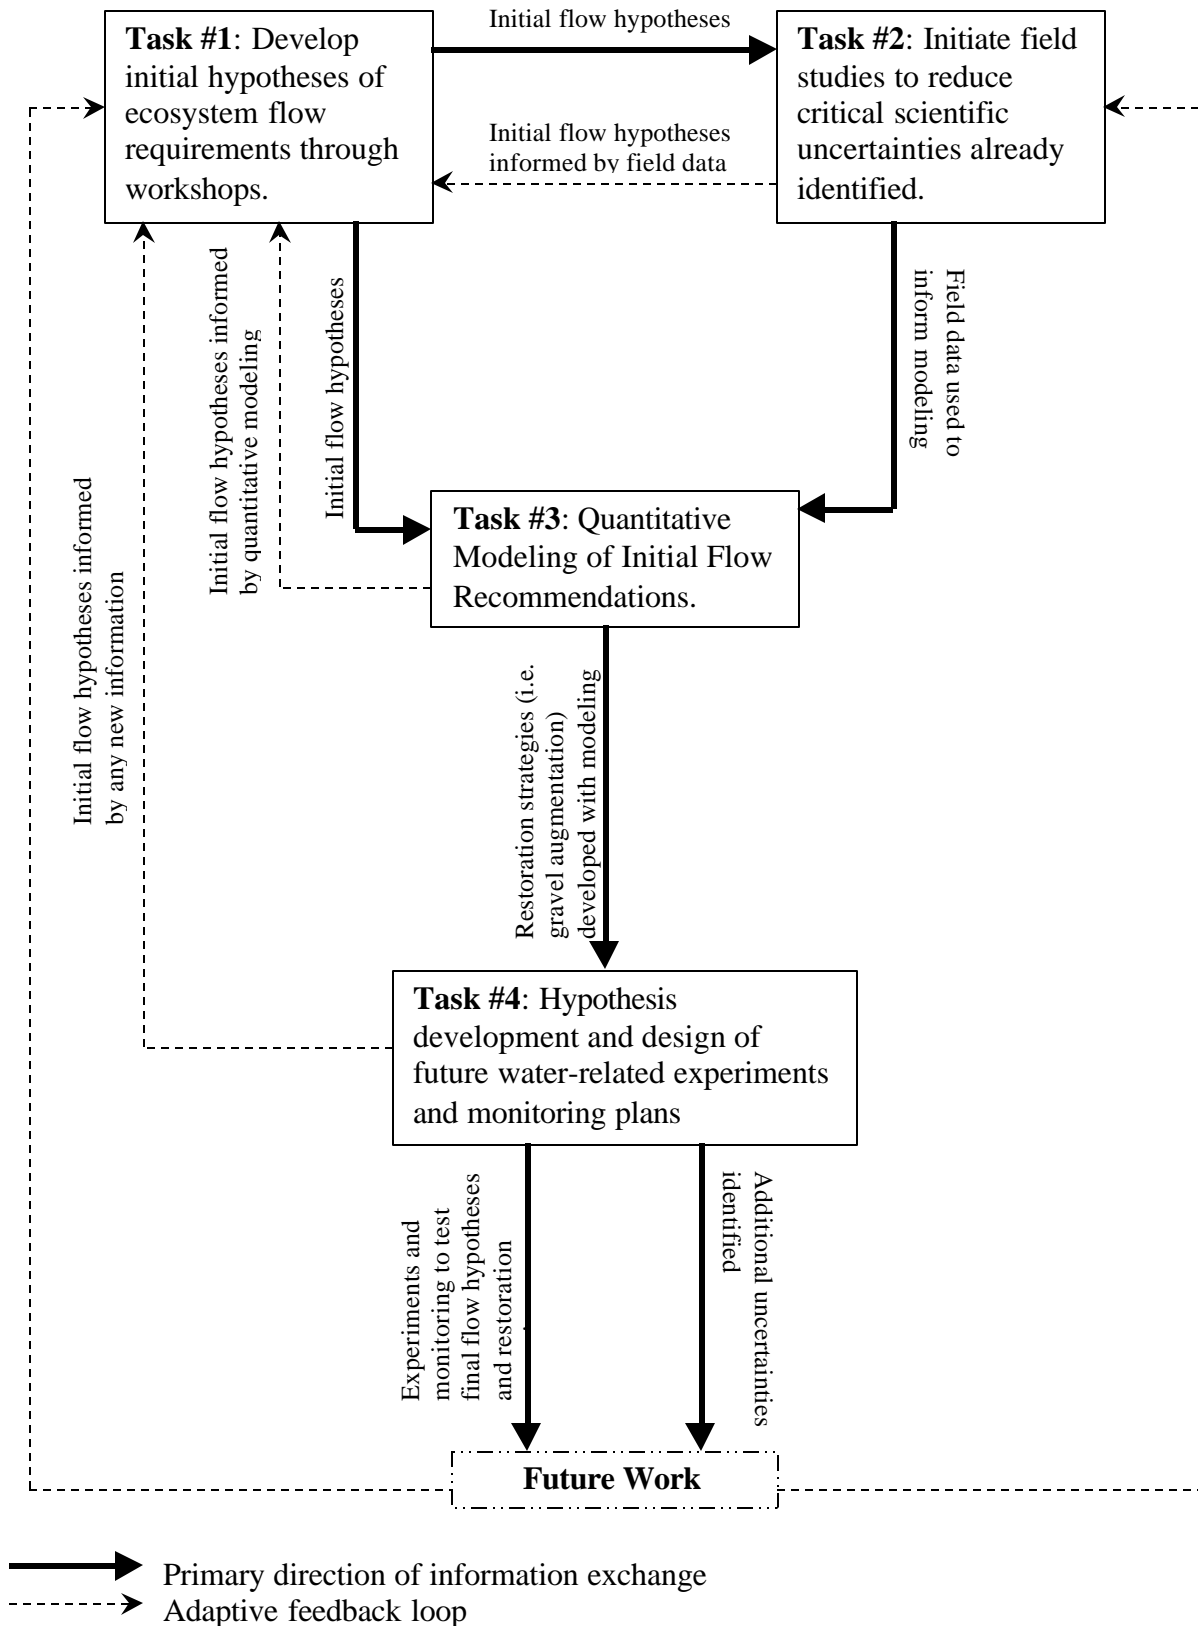 Initial flow hypotheses
Task #1: Develop
initial hypotheses of
ecosystem flow
requirements through
workshops.
Task #2: Initiate field
studies to reduce
critical scientific
uncertainties already
identified.
Initial flow hypotheses
informed by field data
Initial flow hypotheses informed
by any new information
Initial flow hypotheses informed
by quantitative modeling
Initial flow hypotheses
Field data used to
inform modeling
Task #3: Quantitative
Modeling of Initial Flow
Recommendations.
Restoration strategies (i.e.
gravel augmentation)
developed with modeling
Task #4: Hypothesis
development and design of
future water-related experiments
and monitoring plans
Experiments and
monitoring to test
final flow hypotheses
and restoration
Additional uncertainties
identified
Future Work
Primary direction of information exchange
Adaptive feedback loop